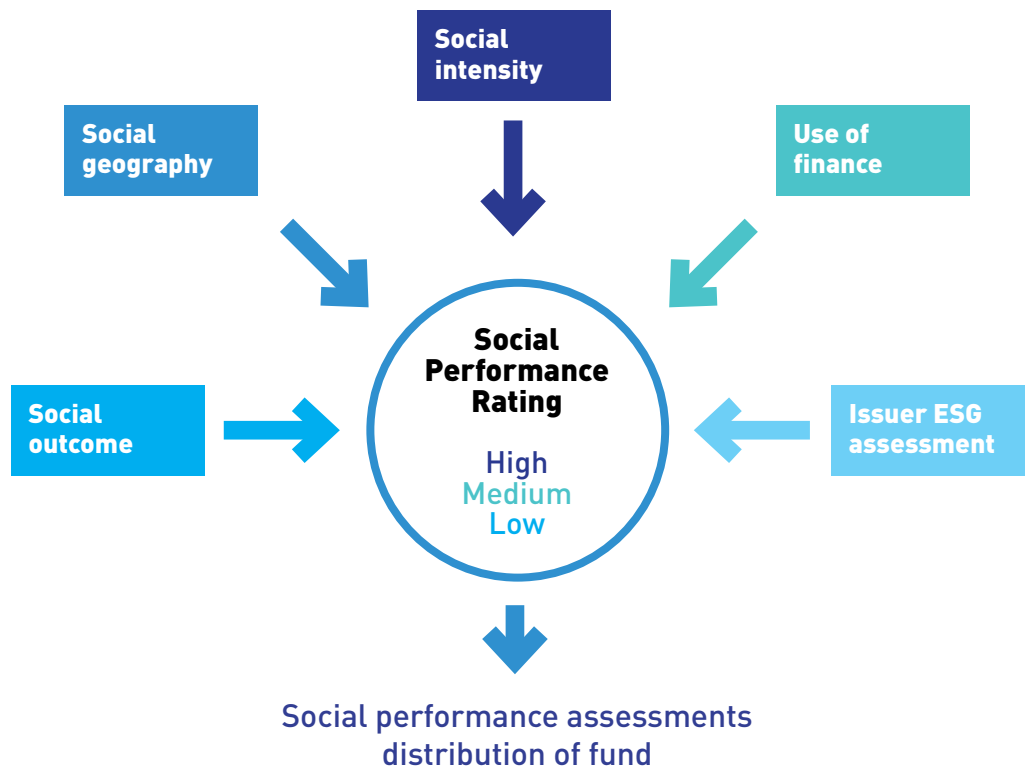 Social
intensity
Social
geography
Use of
finance
Social
outcome
Issuer ESG
assessment
Social
Performance
Rating
High
Medium
Low
Social performance assessments
distribution of fund